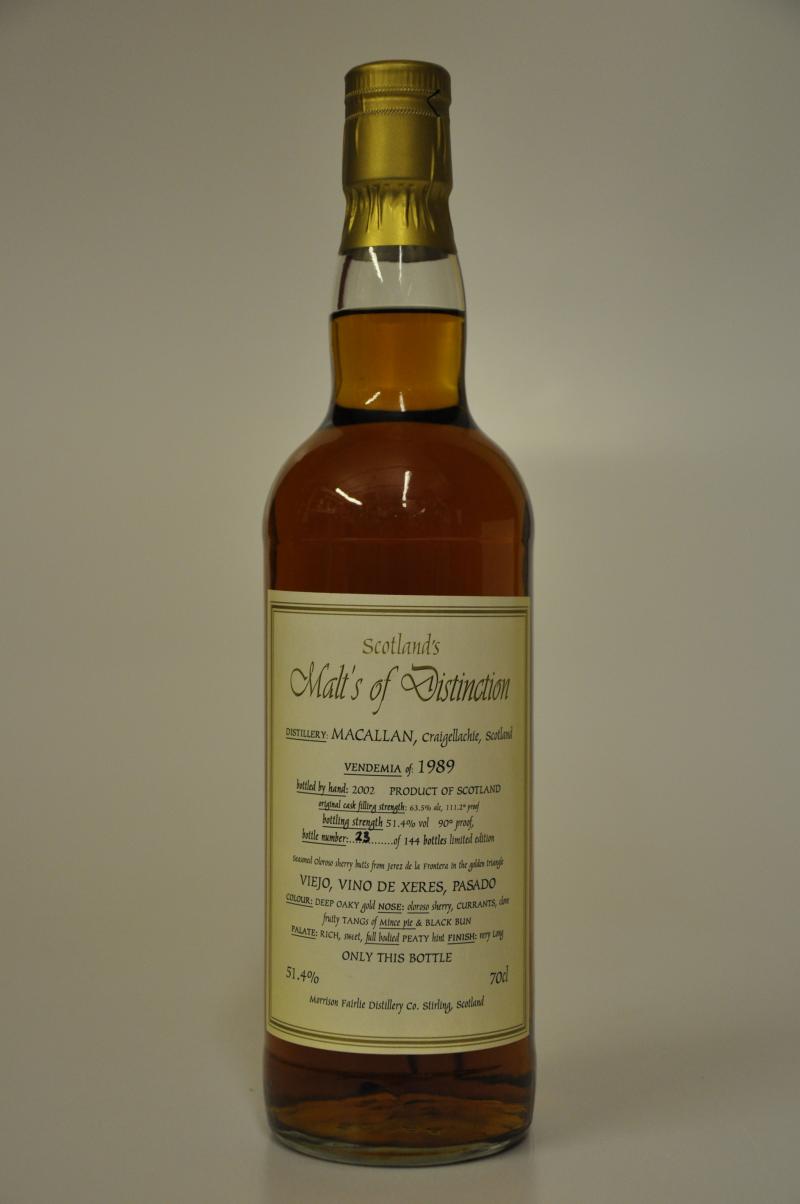 Scotland's
Malt's of Distinction
DISTILLERY: MACALLAN, Craigellachie, Scotland
VENDEMIA of: 1989
bottled by hand: 2002 PRODUCT OF SCOTLAND
original cask filling strength: 63.5% alc, 111.2° proof
bottling strength 51.4% vol 90° proof,
bottle number:...23.......of 144 bottles limited edition
Seasoned Oloroso sherry butts from Jerez de la Frontera in the golden triangle
VIEJO, VINO DE XERES, PASADO
COLOUR: DEEP OAKY gold NOSE: oloroso sherry, CURRANTS, clove
fruity TANGS of Mince pie & BLACK BUN
PALATE: RICH, sweet, full bodied PEATY hint FINISH: very Long
ONLY THIS BOTTLE
51.4% 70cl
Morrison Fairlie Distillery Co. Stirling, Scotland